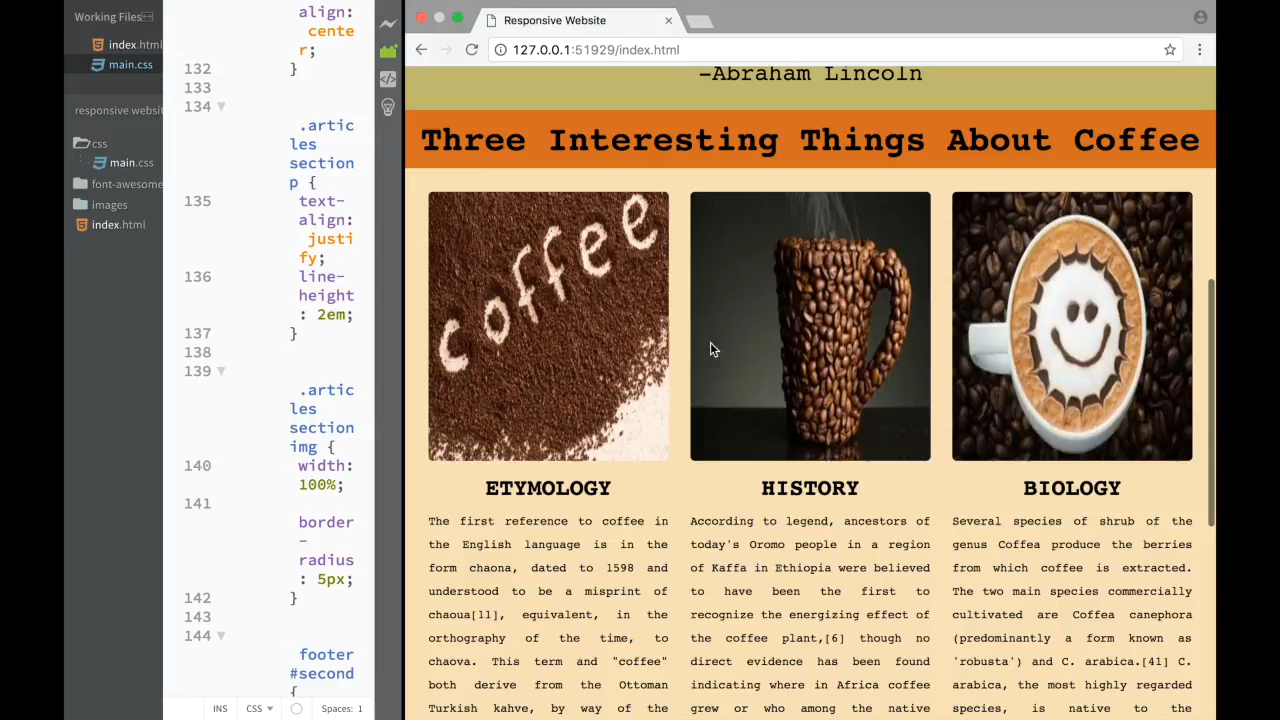 Working Files
index.html
main.css
responsive websit
css
main.css
font-awesome
images
index.html
align:
cente
r;
132 }
133
134
.artic
les
section
p {
135 text-
align:
justi
fy;
136 line-
height
: 2em;
137 }
138
139
.artic
les
section
img {
140 width:
100%;
141
border
-
radius
: 5px;
142 }
143
144
footer
#second
{
INS CSS Spaces: 1
Responsive Website
127.0.0.1:51929/index.html
-Abraham Lincoln
Three Interesting Things About Coffee
coffee
ETYMOLOGY
The first reference to coffee in
the English language is in the
form chaona, dated to 1598 and
understood to be a misprint of
chaoua[11], equivalent, in the
orthography of the time, to
chaova. This term and "coffee"
both derive from the Ottoman
Turkish kahve, by way of the
HISTORY
According to legend, ancestors of
today's Oromo people in a region
of Kaffa in Ethiopia were believed
to have been the first to
recognize the energizing effect of
the coffee plant,[6] though no
direct evidence has been found
indicating where in Africa coffee
grew or who among the native
BIOLOGY
Several species of shrub of the
genus Coffea produce the berries
from which coffee is extracted.
The two main species commercially
cultivated are Coffea canephora
(predominantly a form known as
'robusta') and C. arabica.[41] C.
arabica, the most highly regarded
species, is native to the